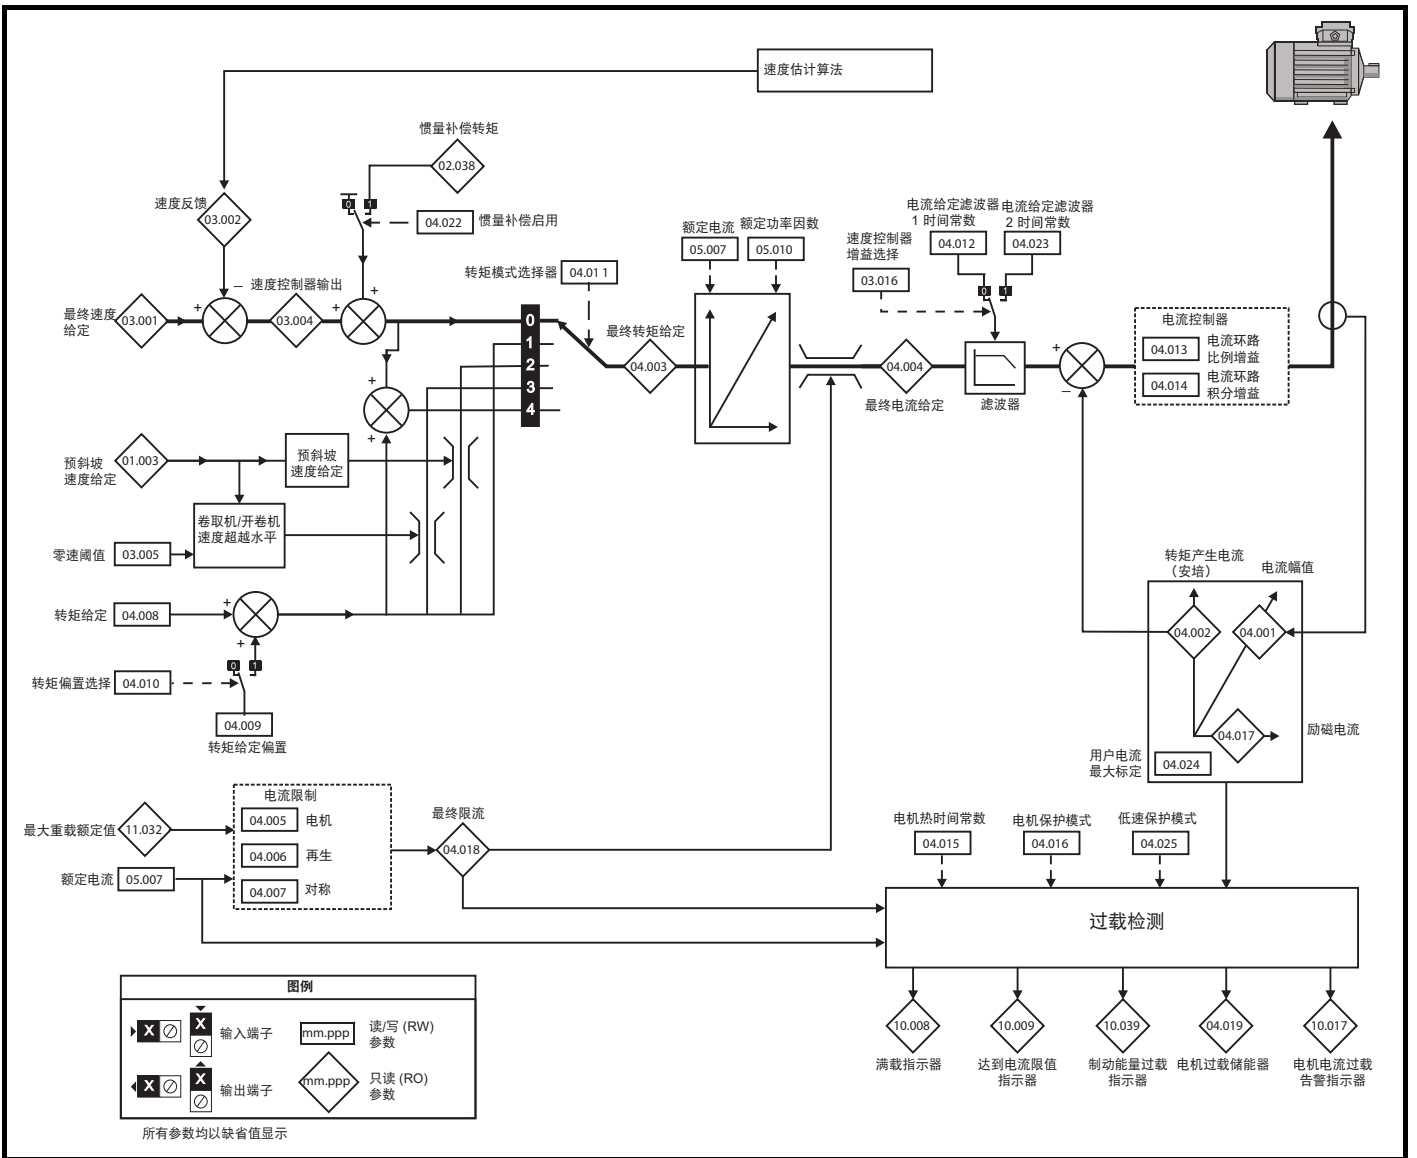 速度估计算法
惯量补偿转矩
02.038
速度反馈
03.002
0 1
04.022
惯量补偿启用
最终速度
给定
03.001
+
−
速度控制器输出
03.004
+
+
转矩模式选择器
04.01 1
0
1
2
3
4
最终转矩给定
04.003
额定电流
05.007
额定功率因数
05.010
速度控制器
增益选择
03.016
电流给定滤波器
1 时间常数
04.012
电流给定滤波器
2 时间常数
04.023
0 1
04.004
最终电流给定
滤波器
+
−
电流控制器
04.013
电流环路
比例增益
04.014
电流环路
积分增益
+
+
预斜坡
速度给定
01.003
预斜坡
速度给定
卷取机/开卷机
速度超越水平
零速阈值
03.005
转矩给定
04.008
+
+
0 1
转矩偏置选择
04.010
04.009
转矩给定偏置
转矩产生电流
（安培）
电流幅值
04.002
04.001
04.017
励磁电流
用户电流
最大标定
04.024
最大重载额定值
11.032
额定电流
05.007
电流限制
04.005
电机
04.006
再生
04.007
对称
最终限流
04.018
电机热时间常数
04.015
电机保护模式
04.016
低速保护模式
04.025
过载检测
10.008
满载指示器
10.009
达到电流限值
指示器
10.039
制动能量过载
指示器
04.019
电机过载储能器
10.017
电机电流过载
告警指示器
图例
X
X
输入端子
mm.ppp
读/写 (RW)
参数
X
X
输出端子
mm.ppp
只读 (RO)
参数
所有参数均以缺省值显示